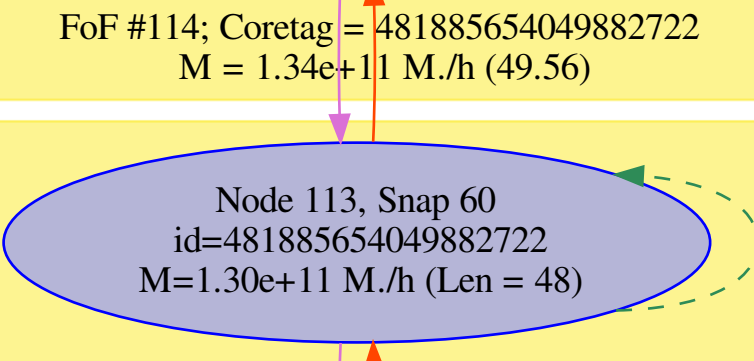 FoF #114; Coretag = 481885654049882722
M = 1.34e+11 M./h (49.56)
Node 113, Snap 60
id=481885654049882722
M=1.30e+11 M./h (Len = 48)